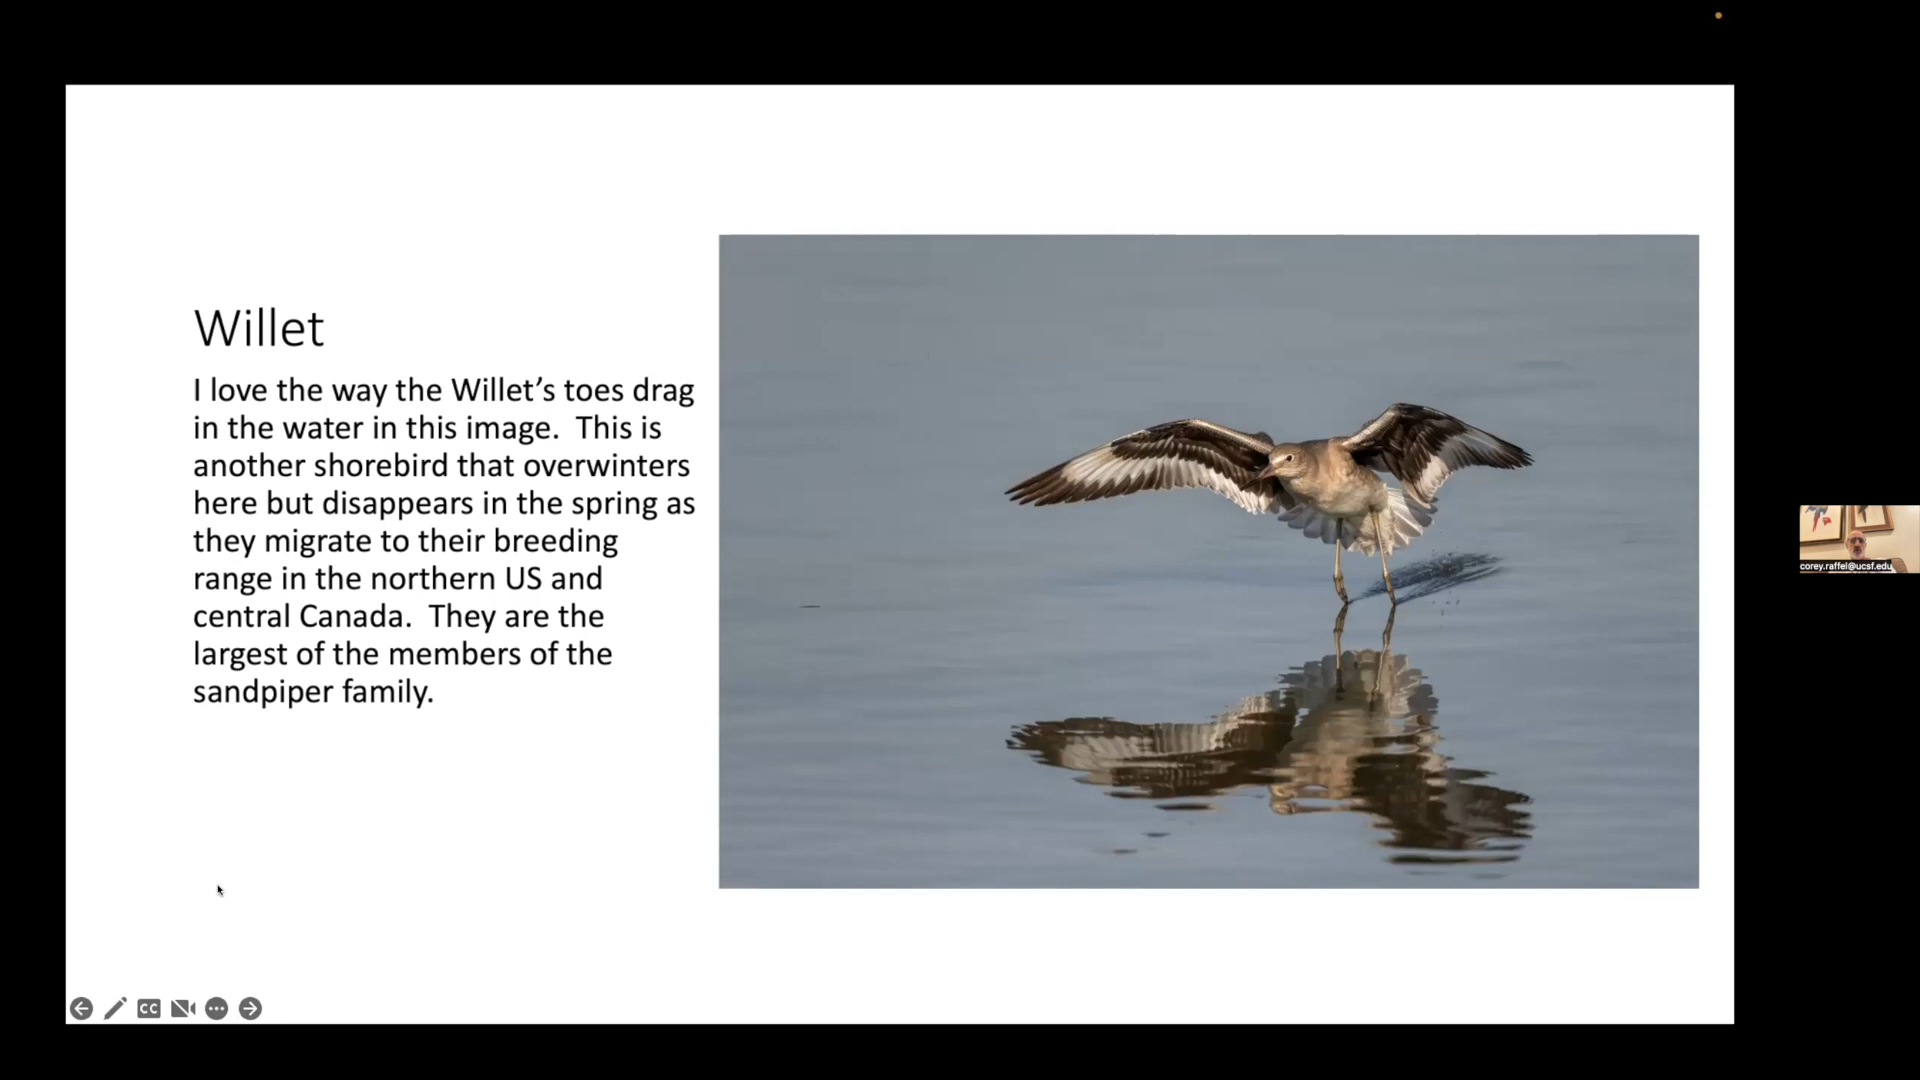 Willet
I love the way the Willet’s toes drag
in the water in this image.  This is
another shorebird that overwinters
here but disappears in the spring as
they migrate to their breeding
range in the northern US and
central Canada.  They are the
largest of the members of the
sandpiper family.
corey.raffel@ucsf.edu
CC